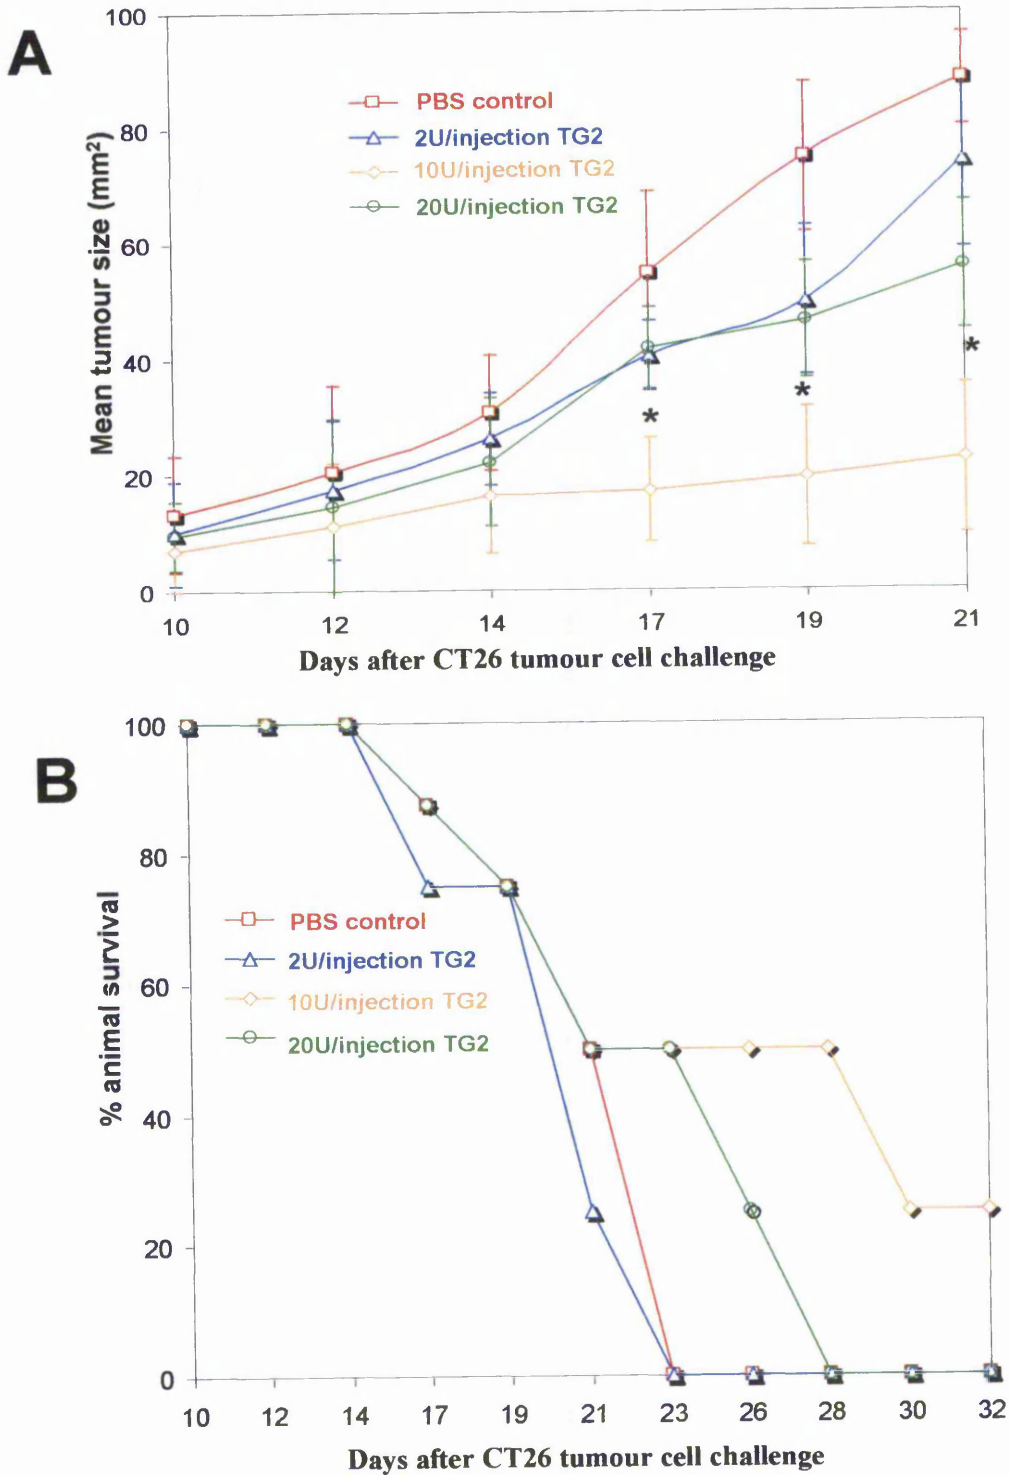 A
100
80
60
40
20
0
Mean tumour size (mm²)
PBS control
2U/injection TG2
10U/injection TG2
20U/injection TG2
*
*
*
10 12 14 17 19 21
Days after CT26 tumour cell challenge
B
100
80
60
40
20
0
% animal survival
PBS control
2U/injection TG2
10U/injection TG2
20U/injection TG2
10 12 14 17 19 21 23 26 28 30 32
Days after CT26 tumour cell challenge